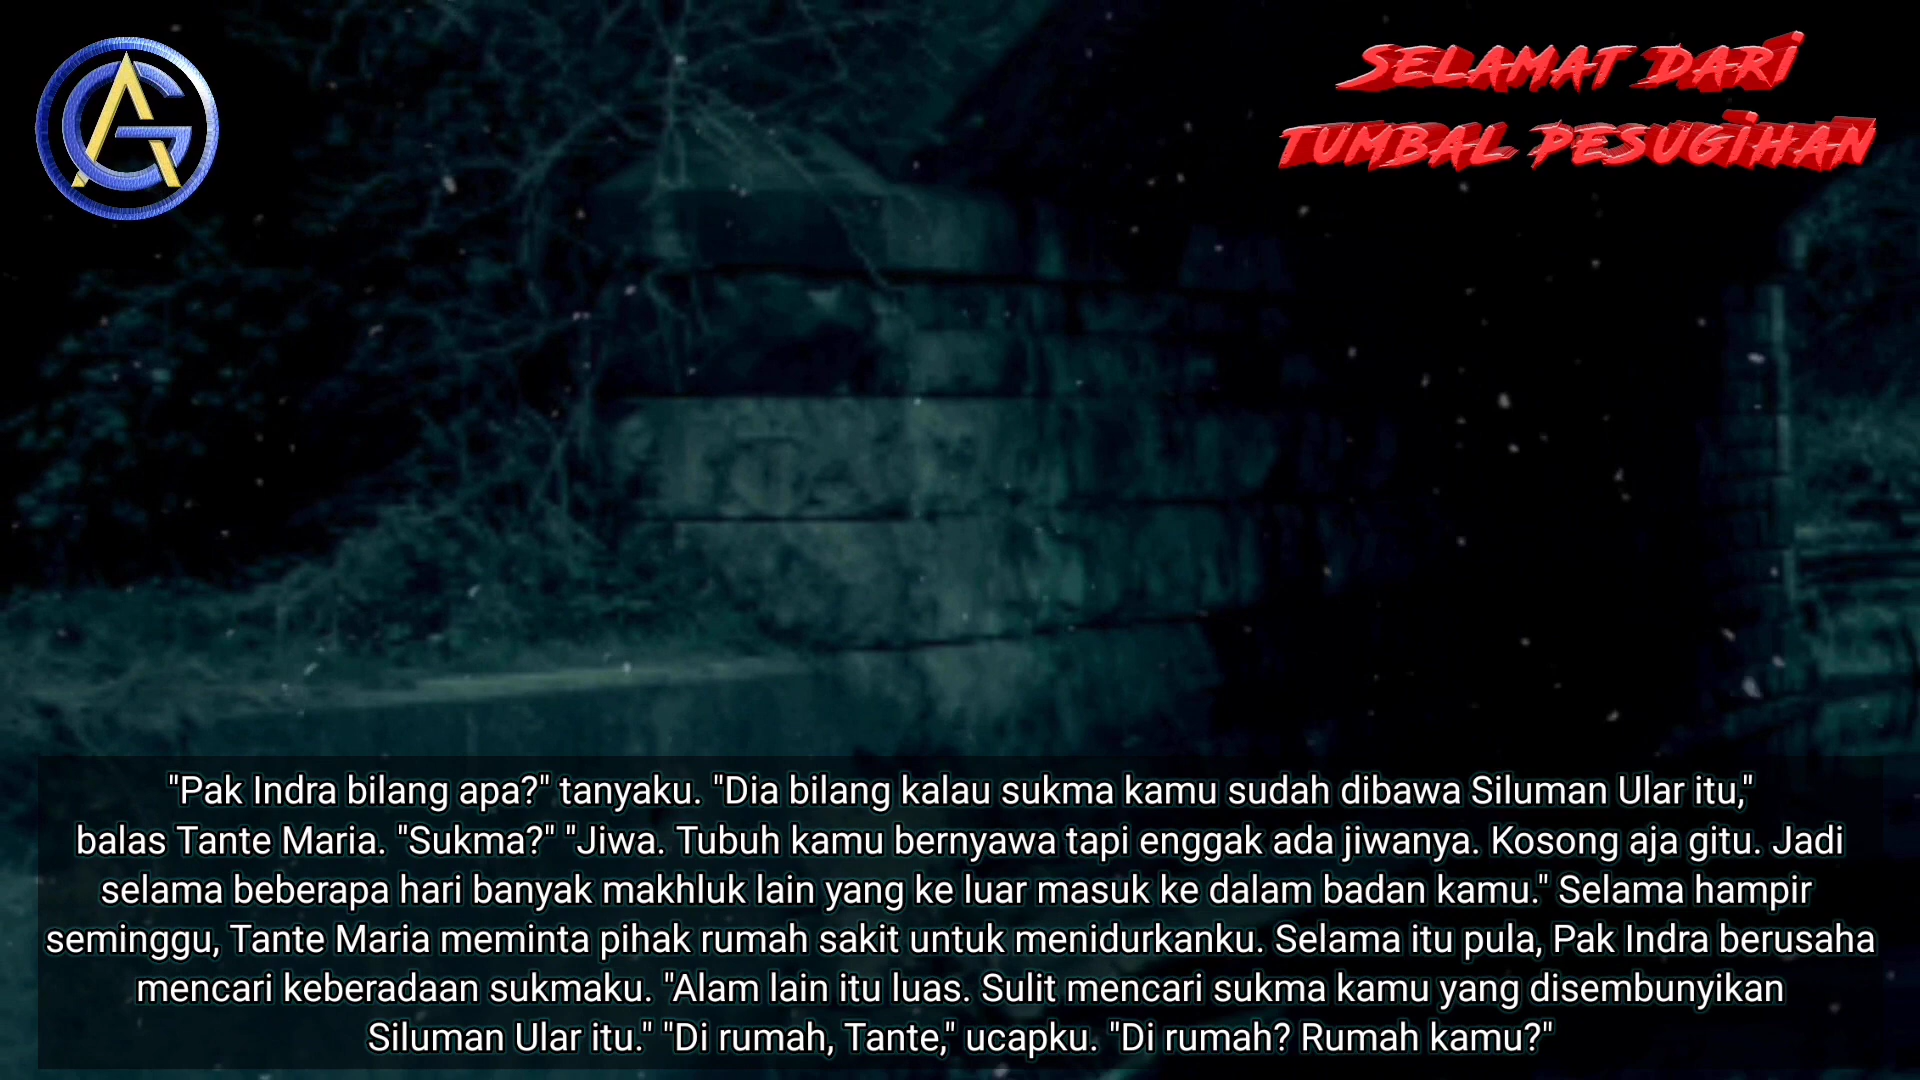 SELAMAT DARI
TUMBAL PESUGIHAN
"Pak Indra bilang apa?" tanyaku. "Dia bilang kalau sukma kamu sudah dibawa Siluman Ular itu,"
balas Tante Maria. "Sukma?" "Jiwa. Tubuh kamu bernyawa tapi enggak ada jiwanya. Kosong aja gitu. Jadi
selama beberapa hari banyak makhluk lain yang ke luar masuk ke dalam badan kamu." Selama hampir
seminggu, Tante Maria meminta pihak rumah sakit untuk menidurkanku. Selama itu pula, Pak Indra berusaha
mencari keberadaan sukmaku. "Alam lain itu luas. Sulit mencari sukma kamu yang disembunyikan
Siluman Ular itu." "Di rumah, Tante," ucapku. "Di rumah? Rumah kamu?"